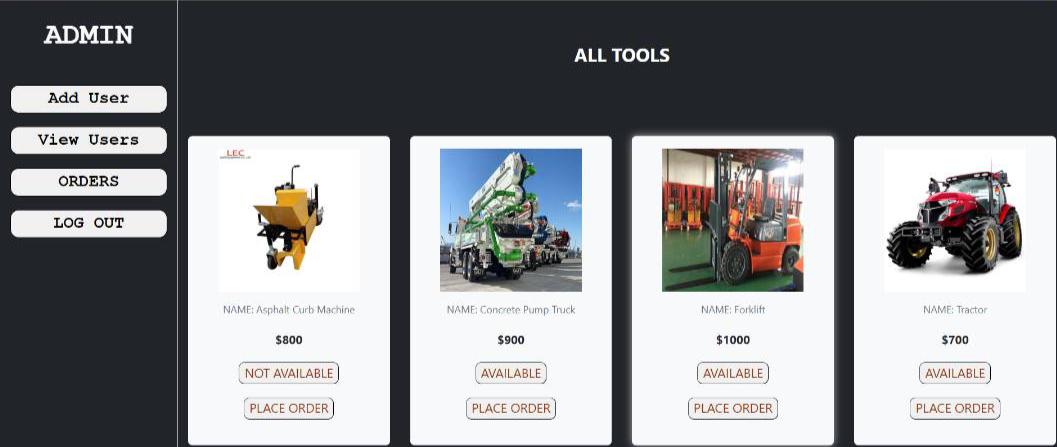 ADMIN
Add User
View Users
ORDERS
LOG OUT
ALL TOOLS
LEC
NAME: Asphalt Curb Machine
$800
NOT AVAILABLE
PLACE ORDER
NAME: Concrete Pump Truck
$900
AVAILABLE
PLACE ORDER
NAME: Forklift
$1000
AVAILABLE
PLACE ORDER
NAME: Tractor
$700
AVAILABLE
PLACE ORDER